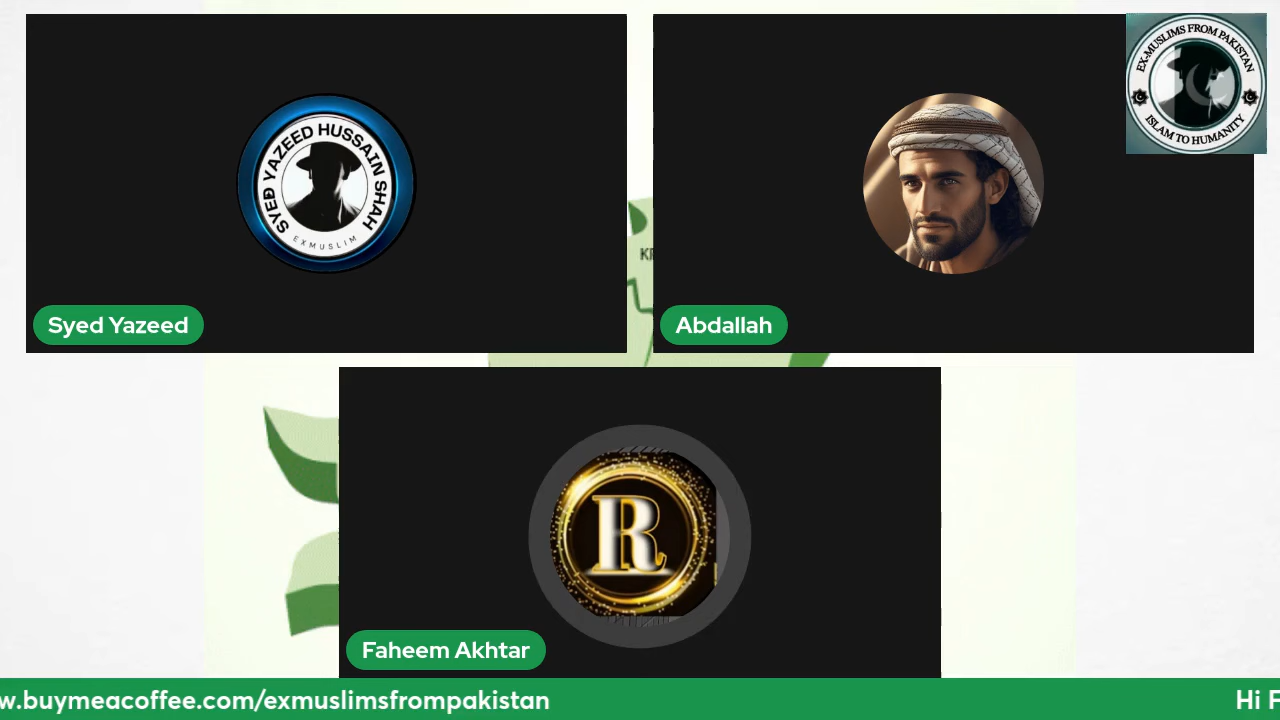 SYED YAZEED HUSSAIN SHAH
EXMUSLIM
Syed Yazeed
Abdallah
EX-MUSLIMS FROM PAKISTAN
ISLAM TO HUMANITY
R
Faheem Akhtar
w.buymeacoffee.com/exmuslimsfrompakistan
Hi F